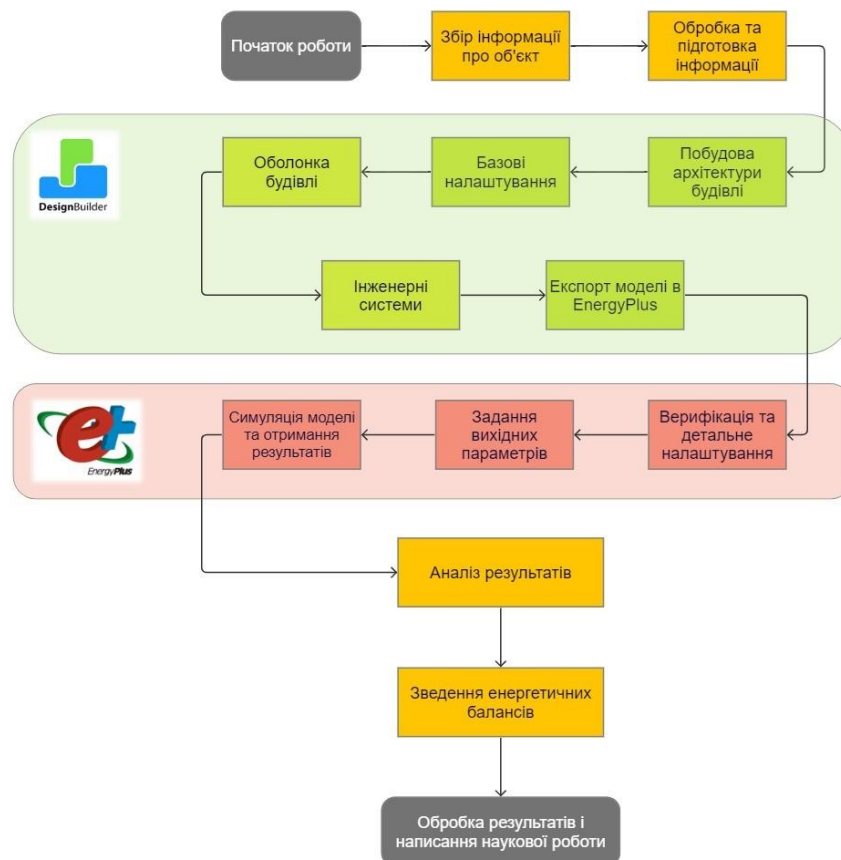 Початок роботи
Збір інформації
про об'єкт
Обробка та
підготовка
інформації
DesignBuilder
Оболонка
будівлі
Базові
налаштування
Побудова
архітектури
будівлі
Інженерні
системи
Експорт моделі в
EnergyPlus
e+
EnergyPlus
Симуляція моделі
та отримання
результатів
Задання
вихідних
параметрів
Верифікація та
детальне
налаштування
Аналіз результатів
Зведення енергетичних
балансів
Обробка результатів і
написання наукової роботи